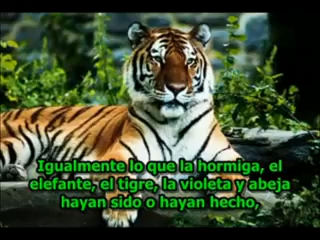 Igualmente lo que la hormiga, el
elefante, el tigre, la violeta y abeja
hayan sido o hayan hecho,